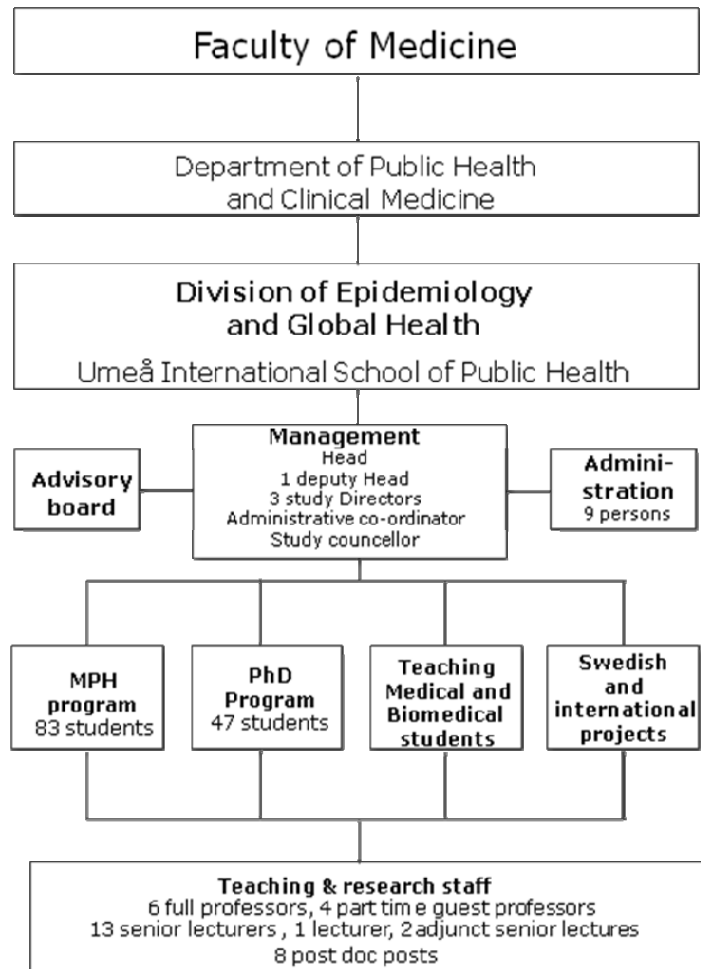 Faculty of Medicine
Department of Public Health
and Clinical Medicine
Division of Epidemiology
and Global Health
Umeå International School of Public Health
Advisory
board
Management
Head
1 deputy Head
3 study Directors
Administrative co-ordinator
Study councellor
Admini-
stration
9 persons
MPH
program
83 students
PhD
Program
47 students
Teaching
Medical and
Biomedical
students
Swedish
and
international
projects
Teaching & research staff
6 full professors, 4 part time guest professors
13 senior lecturers , 1 lecturer, 2 adjunct senior lectures
8 post doc posts